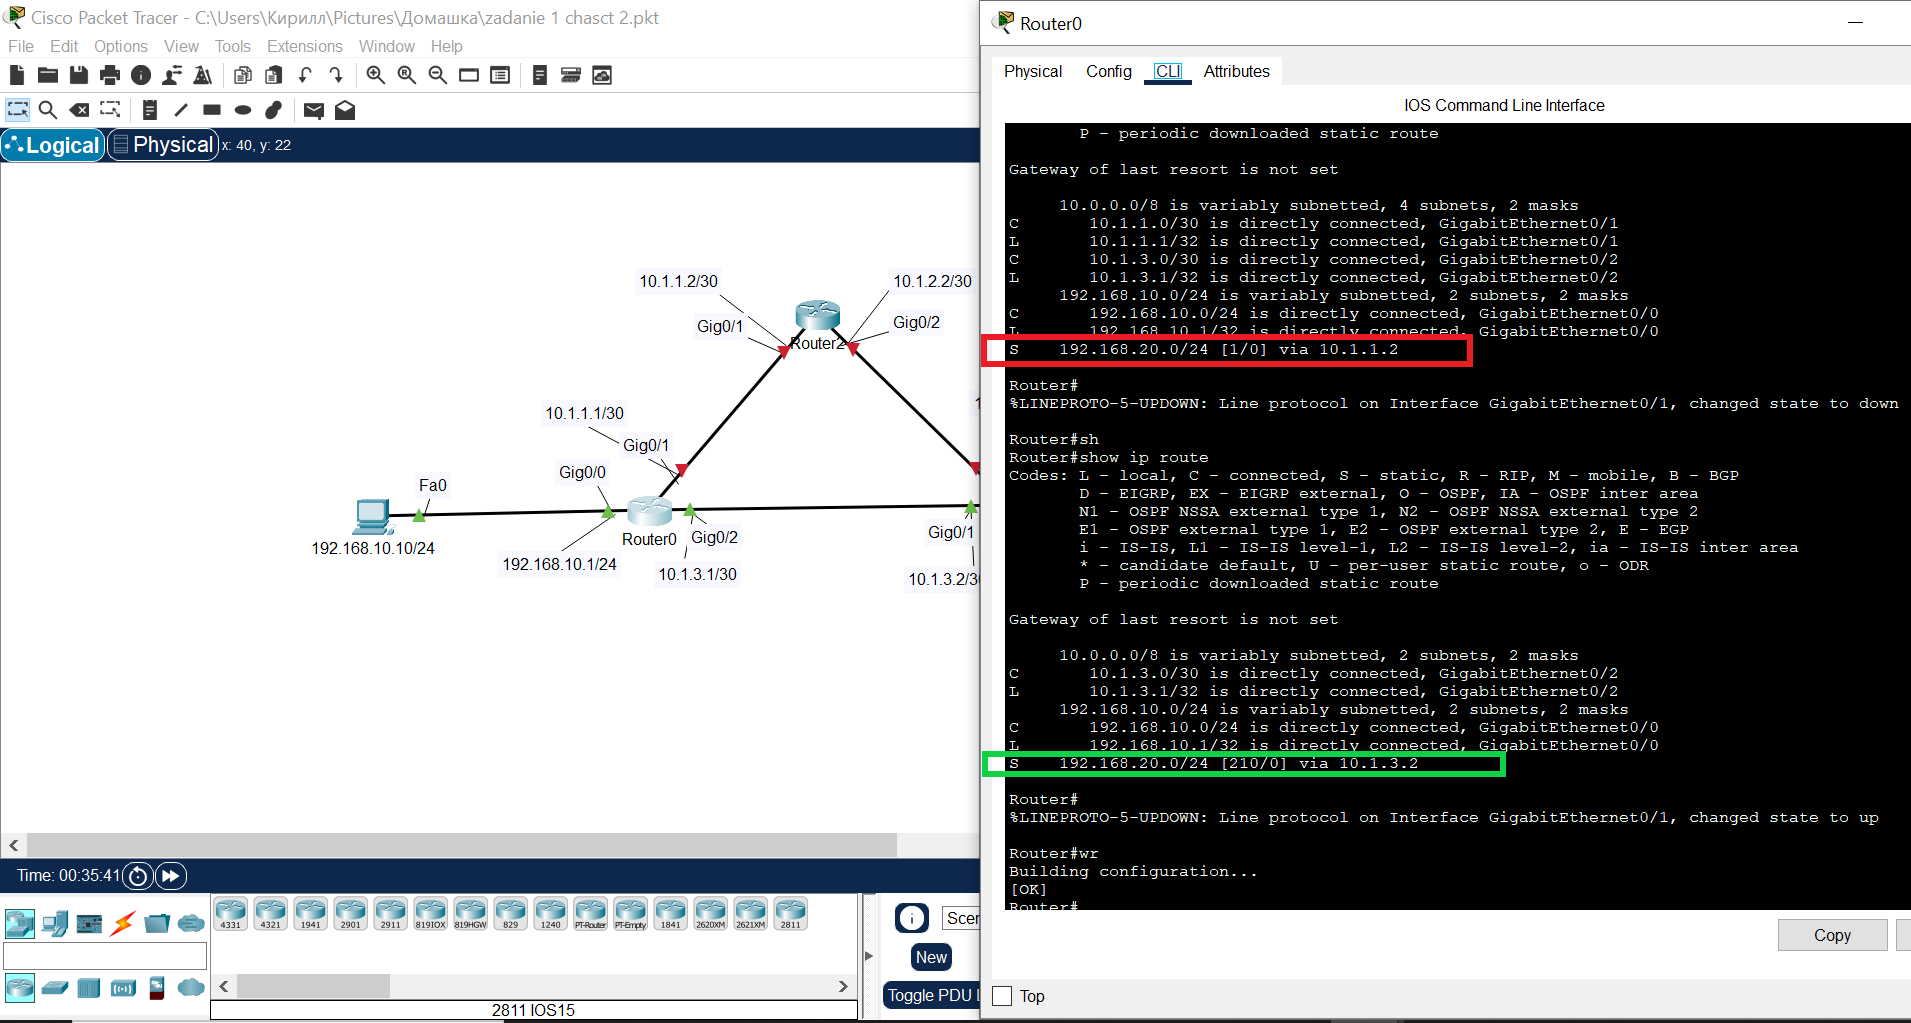 Cisco Packet Tracer - C:\Users\Кирилл\Pictures\Домашка\zadanie 1 chasct 2.pkt
File Edit Options View Tools Extensions Window Help
Logical Physical x: 40, y: 22
10.1.1.2/30
10.1.2.2/30
Gig0/1
Gig0/2
Router2
10.1.1.1/30
Gig0/1
Gig0/0
Fa0
Router0
Gig0/2
Gig0/1
192.168.10.10/24
192.168.10.1/24
10.1.3.1/30
10.1.3.2/30
Time: 00:35:41
4331 4321 1941 2901 2911 819IOX 819HGW 829 1240 PT-Router PT-Empty 1841 2620XM 2621XM 2811
Scer
New
Toggle PDU L
2811 IOS15
Router0
Physical Config CLI Attributes
IOS Command Line Interface
P - periodic downloaded static route
Gateway of last resort is not set
10.0.0.0/8 is variably subnetted, 4 subnets, 2 masks
C 10.1.1.0/30 is directly connected, GigabitEthernet0/1
L 10.1.1.1/32 is directly connected, GigabitEthernet0/1
C 10.1.3.0/30 is directly connected, GigabitEthernet0/2
L 10.1.3.1/32 is directly connected, GigabitEthernet0/2
192.168.10.0/24 is variably subnetted, 2 subnets, 2 masks
C 192.168.10.0/24 is directly connected, GigabitEthernet0/0
L 192.168.10.1/32 is directly connected, GigabitEthernet0/0
S 192.168.20.0/24 [1/0] via 10.1.1.2
Router#
%LINEPROTO-5-UPDOWN: Line protocol on Interface GigabitEthernet0/1, changed state to down
Router#sh
Router#show ip route
Codes: L - local, C - connected, S - static, R - RIP, M - mobile, B - BGP
D - EIGRP, EX - EIGRP external, O - OSPF, IA - OSPF inter area
N1 - OSPF NSSA external type 1, N2 - OSPF NSSA external type 2
E1 - OSPF external type 1, E2 - OSPF external type 2, E - EGP
i - IS-IS, L1 - IS-IS level-1, L2 - IS-IS level-2, ia - IS-IS inter area
* - candidate default, U - per-user static route, o - ODR
P - periodic downloaded static route
Gateway of last resort is not set
10.0.0.0/8 is variably subnetted, 2 subnets, 2 masks
C 10.1.3.0/30 is directly connected, GigabitEthernet0/2
L 10.1.3.1/32 is directly connected, GigabitEthernet0/2
192.168.10.0/24 is variably subnetted, 2 subnets, 2 masks
C 192.168.10.0/24 is directly connected, GigabitEthernet0/0
L 192.168.10.1/32 is directly connected, GigabitEthernet0/0
S 192.168.20.0/24 [210/0] via 10.1.3.2
Router#
%LINEPROTO-5-UPDOWN: Line protocol on Interface GigabitEthernet0/1, changed state to up
Router#wr
Building configuration...
[OK]
Router#
Copy
Top